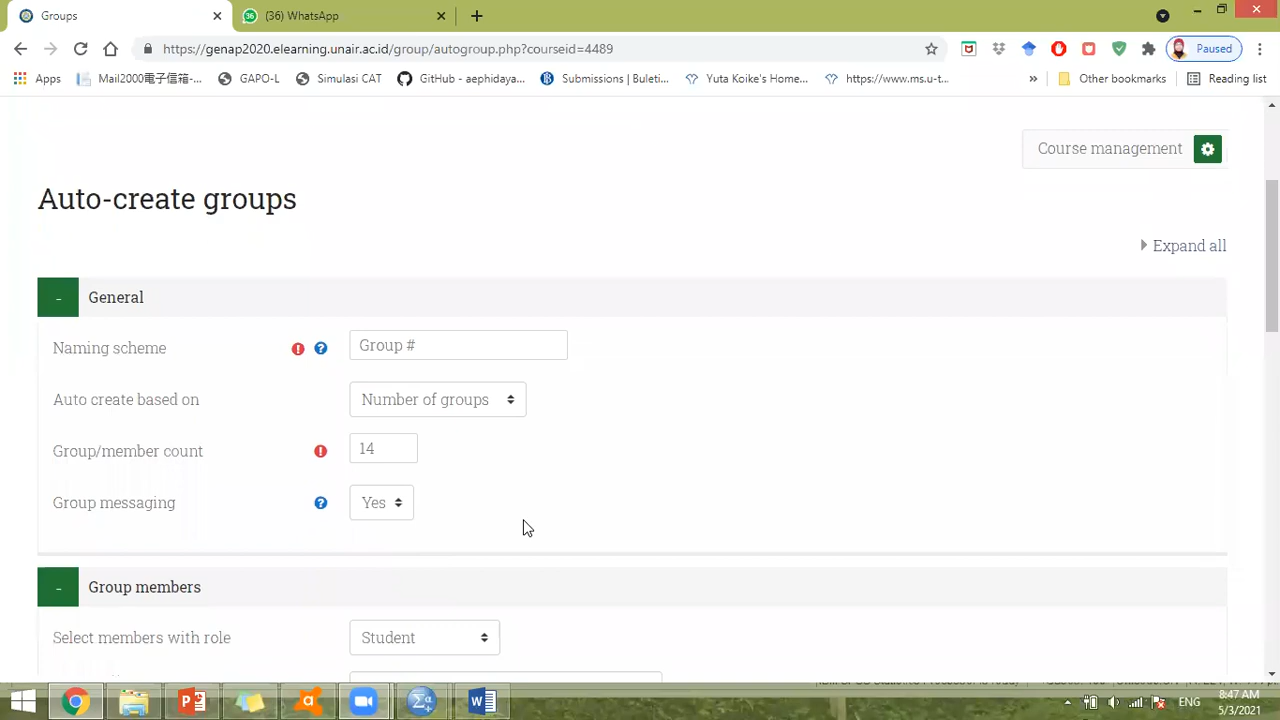 Groups
(36) WhatsApp
https://genap2020.elearning.unair.ac.id/group/autogroup.php?courseid=4489
Paused
Apps
Mail2000電子信箱-...
GAPO-L
Simulasi CAT
GitHub - aephidaya...
Submissions | Buleti...
Yuta Koike's Home...
https://www.ms.u-t...
»
Other bookmarks
Reading list
Course management
Auto-create groups
Expand all
- General
Naming scheme
Group #
Auto create based on
Number of groups
Group/member count
14
Group messaging
Yes
- Group members
Select members with role
Student
ENG
8:47 AM
5/3/2021